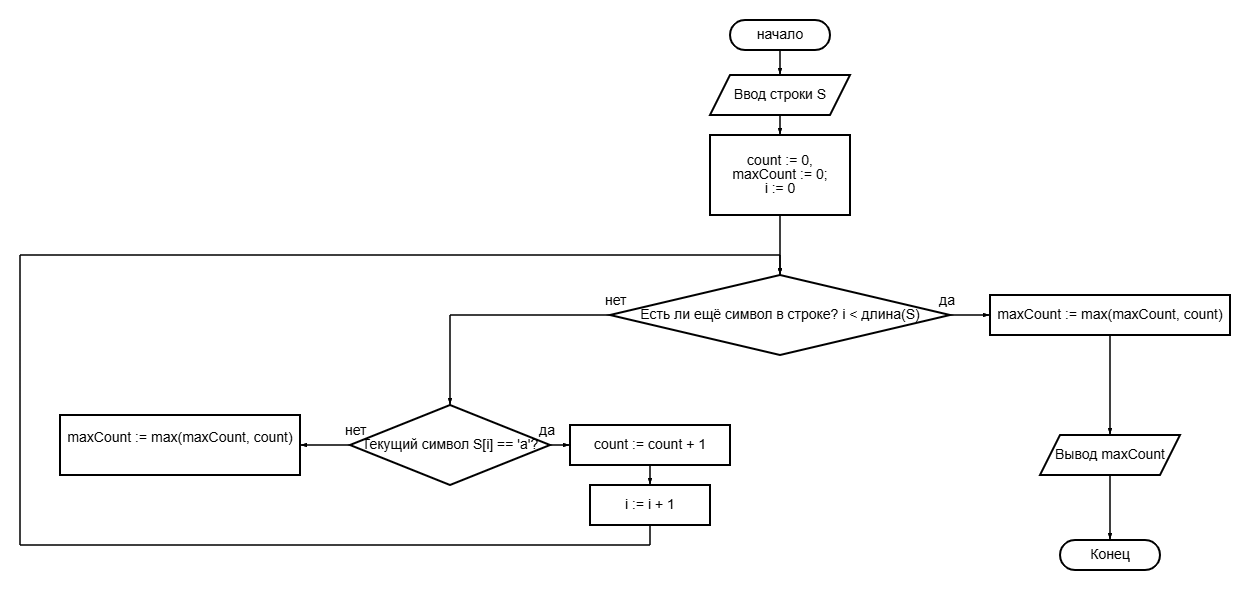 начало
Ввод строки S
count := 0,
maxCount := 0;
i := 0
нет
Есть ли ещё символ в строке? i < длина(S)
да
maxCount := max(maxCount, count)
maxCount := max(maxCount, count)
нет
Текущий символ S[i] == 'a'?
да
count := count + 1
i := i + 1
Вывод maxCount
Конец